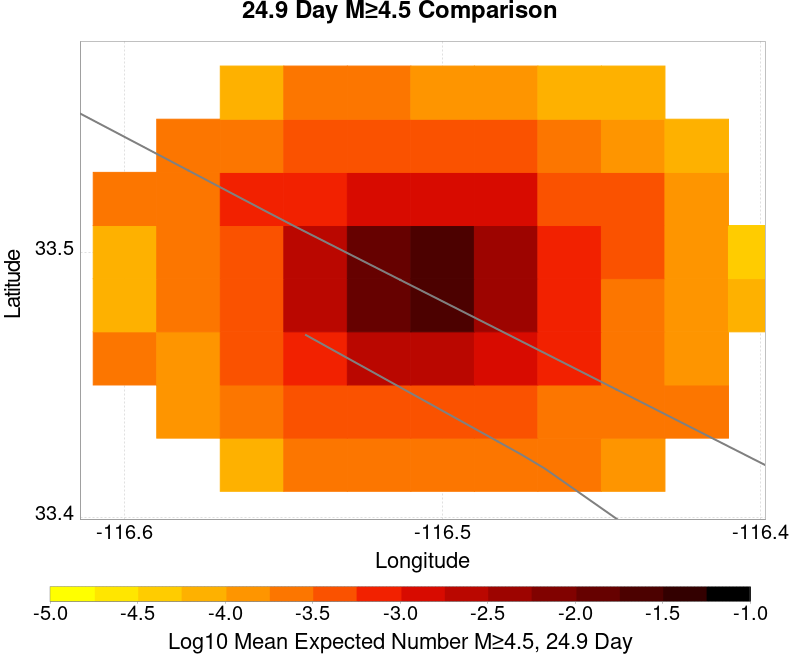 24.9 Day M≥4.5 Comparison
Latitude
33.5
33.4
-116.6 -116.5 -116.4
Longitude
-5.0 -4.5 -4.0 -3.5 -3.0 -2.5 -2.0 -1.5 -1.0
Log10 Mean Expected Number M≥4.5, 24.9 Day